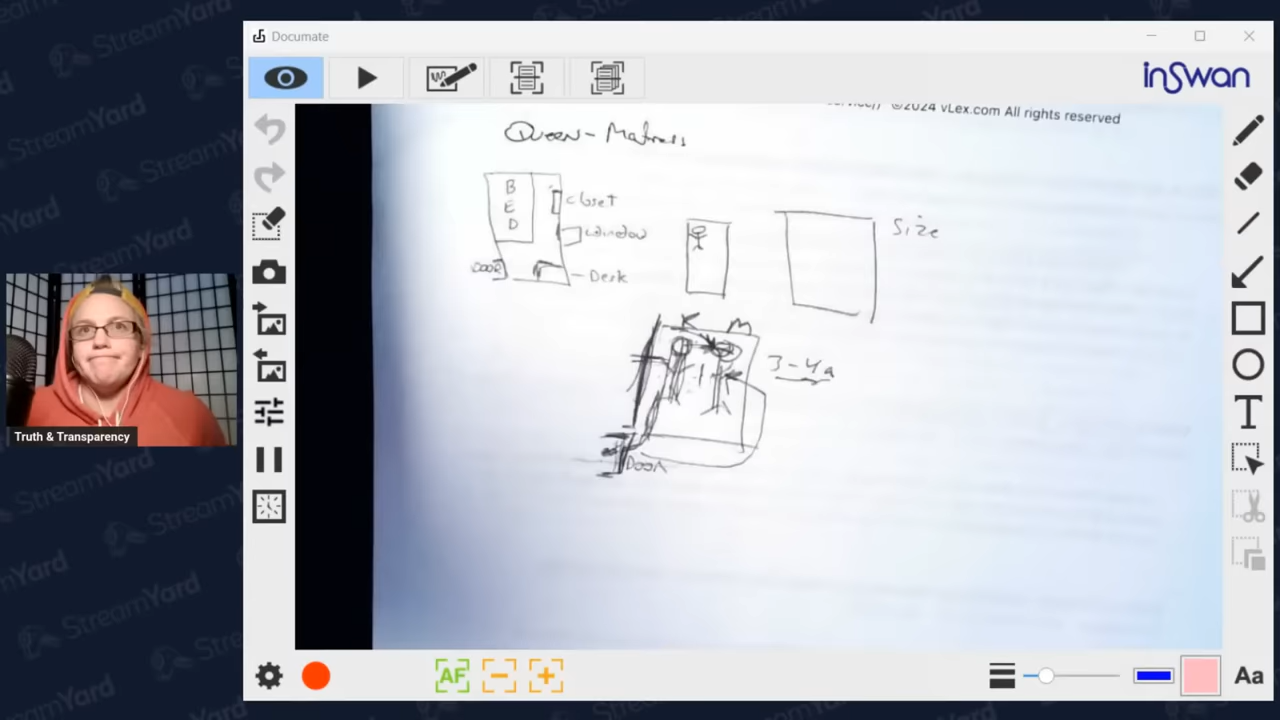 Documate
inSwan
©2024 vLex.com All rights reserved
Queen - Matress
B
E
D
closet
window
Door
Desk
Size
K M
3-4a
Door
Truth & Transparency
AF
T
Aa
StreamYard